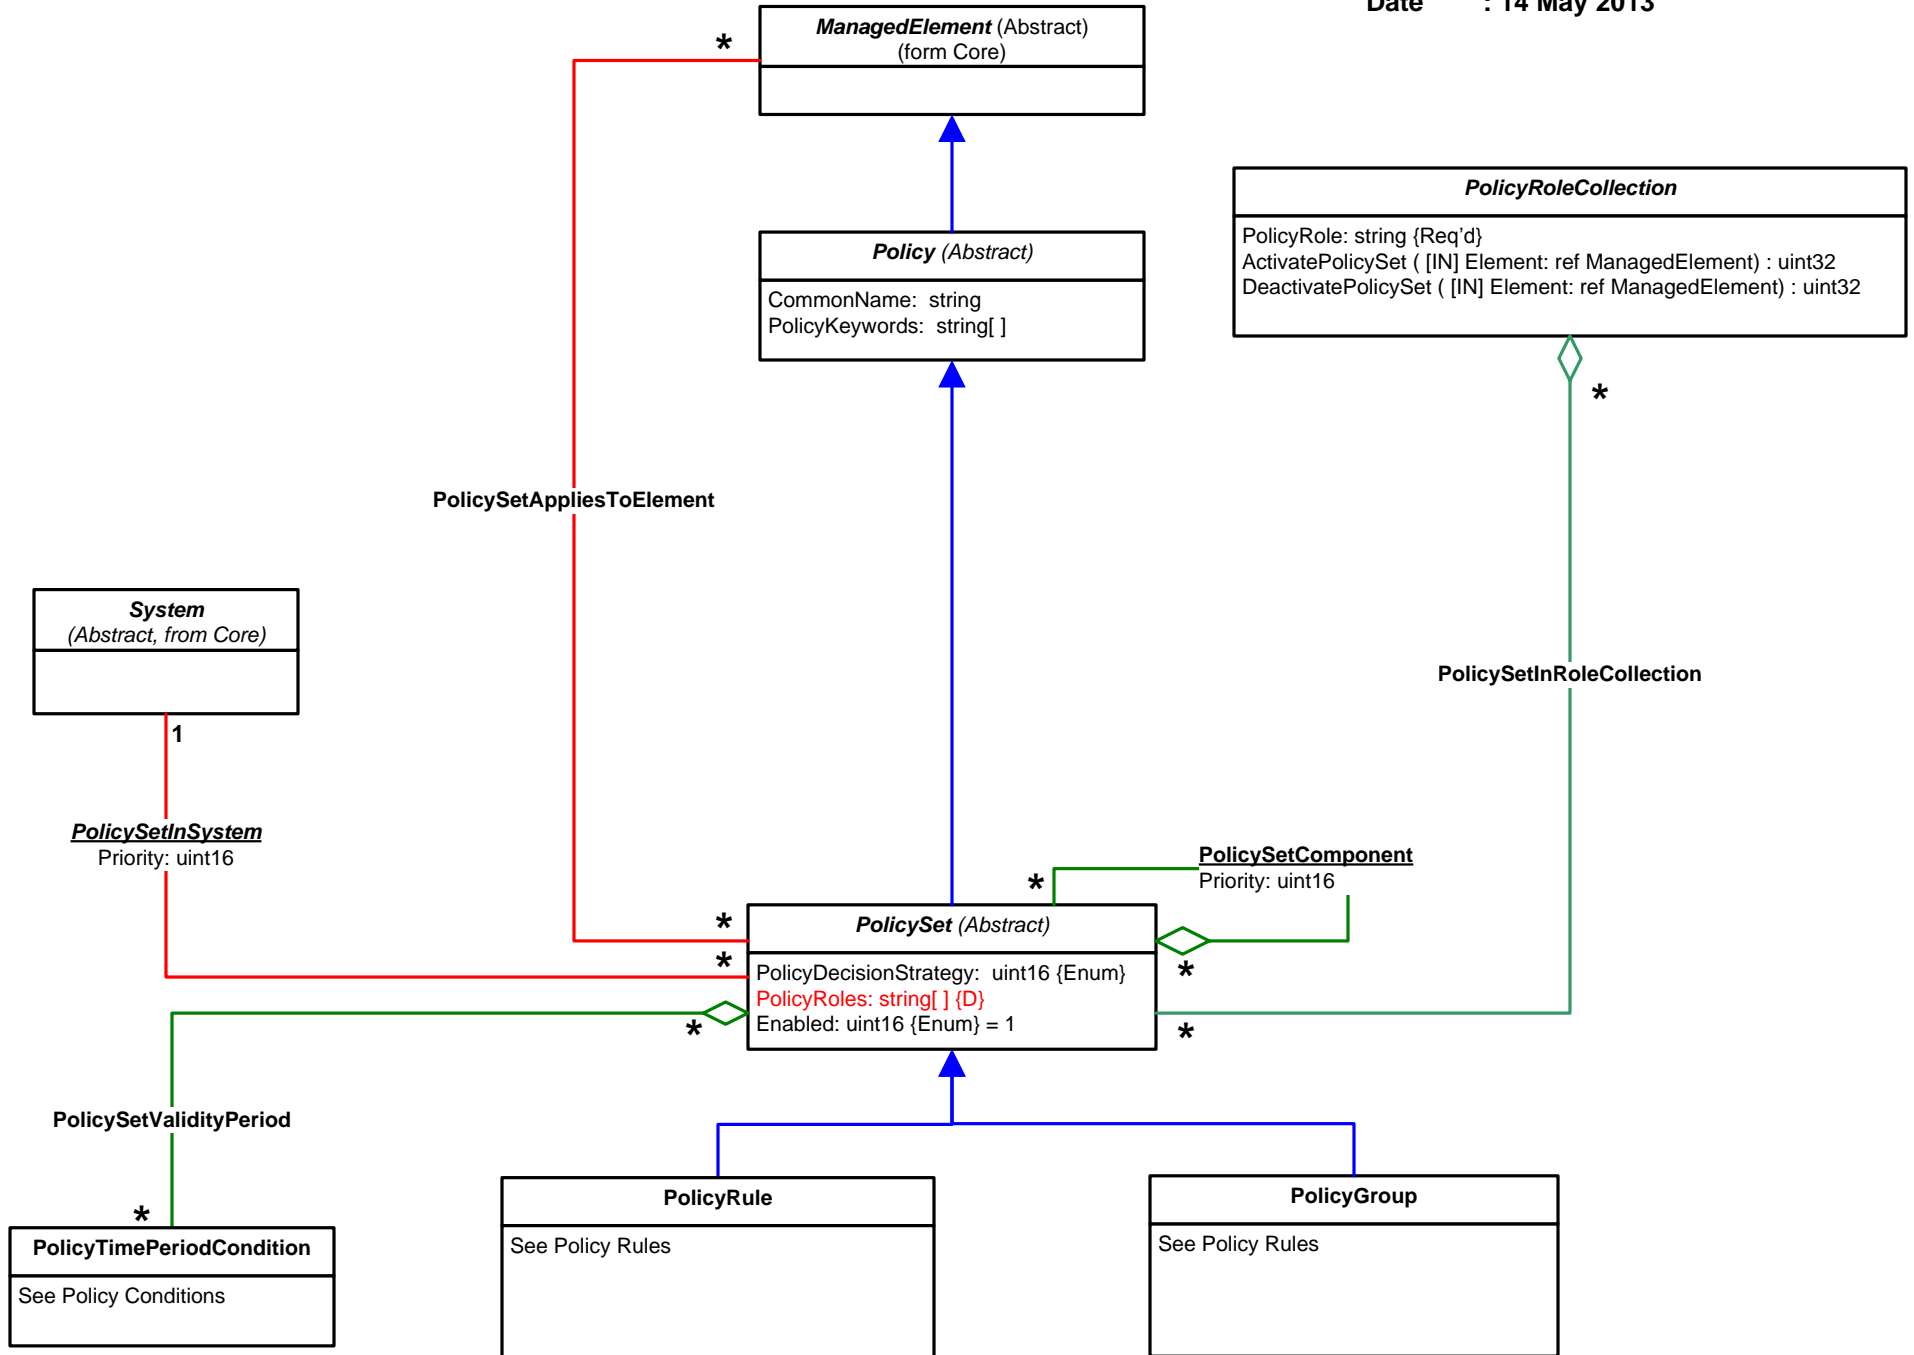 Date : 14 May 2013
ManagedElement (Abstract)
(form Core)
*
PolicyRoleCollection
PolicyRole: string {Req'd}
ActivatePolicySet ( [IN] Element: ref ManagedElement) : uint32
DeactivatePolicySet ( [IN] Element: ref ManagedElement) : uint32
*
Policy (Abstract)
CommonName: string
PolicyKeywords: string[ ]
PolicySetAppliesToElement
System
(Abstract, from Core)
1
PolicySetInSystem
Priority: uint16
PolicySetInRoleCollection
PolicySetComponent
Priority: uint16
*
*
*
PolicySet (Abstract)
PolicyDecisionStrategy: uint16 {Enum}
PolicyRoles: string[ ] {D}
Enabled: uint16 {Enum} = 1
*
*
*
PolicySetValidityPeriod
*
PolicyTimePeriodCondition
See Policy Conditions
PolicyRule
See Policy Rules
PolicyGroup
See Policy Rules